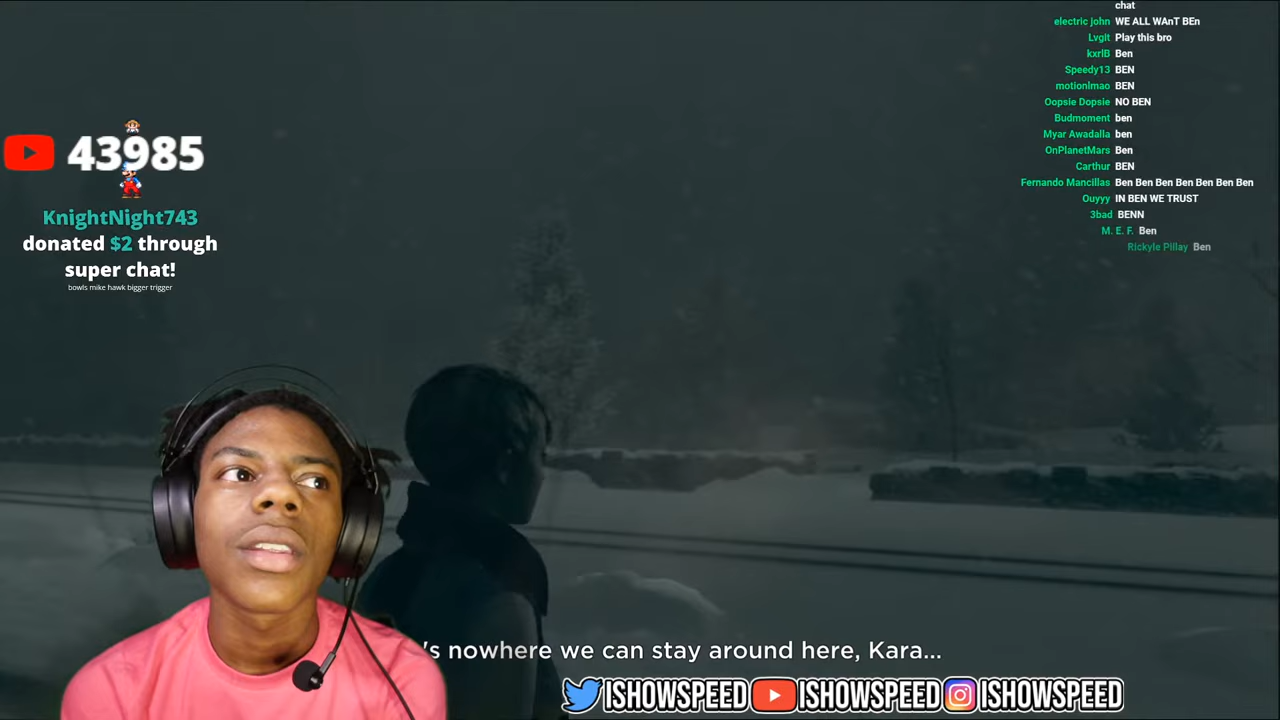 chat
electric john WE ALL WAnT BEn
Lvgit Play this bro
kxrlB Ben
Speedy13 BEN
motionlmao BEN
Oopsie Dopsie NO BEN
Budmoment ben
Myar Awadalla ben
OnPlanetMars Ben
Carthur BEN
Fernando Mancillas Ben Ben Ben Ben Ben Ben Ben
Ouyyy IN BEN WE TRUST
3bad BENN
M. E. F. Ben
Rickyle Pillay Ben
43985
KnightNight743
donated $2 through
super chat!
bowls mike hawk bigger trigger
's nowhere we can stay around here, Kara...
ISHOWSPEED ISHOWSPEED ISHOWSPEED